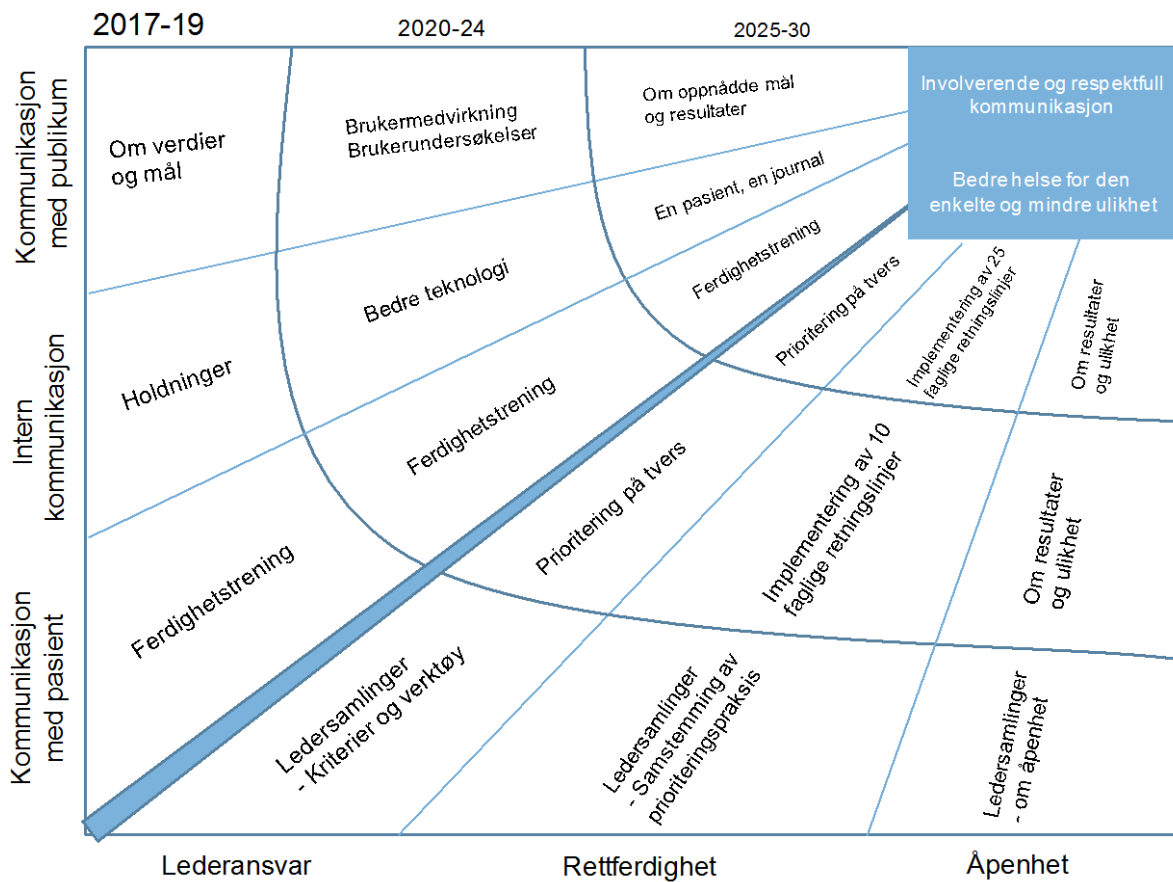 2017-19
2020-24
2025-30
Kommunikasjon
med publikum
Om verdier
og mål
Brukermedvirkning
Brukerundersøkelser
Om oppnådde mål
og resultater
Involverende og respektfull
kommunikasjon
Bedre helse for den
enkelte og mindre ulikhet
Intern
kommunikasjon
Holdninger
Bedre teknologi
En pasient, en journal
Kommunikasjon
med pasient
Ferdighetstrening
Ferdighetstrening
Ferdighetstrening
Ledersamlinger
- Kriterier og verktøy
Prioritering på tvers
Prioritering på tvers
Ledersamlinger
- Samstemming av
prioriteringspraksis
Implementering av 10
faglige retningslinjer
Implementering av 25
faglige retningslinjer
Ledersamlinger
- om åpenhet
Om resultater
og ulikhet
Om resultater
og ulikhet
Lederansvar
Rettferdighet
Åpenhet